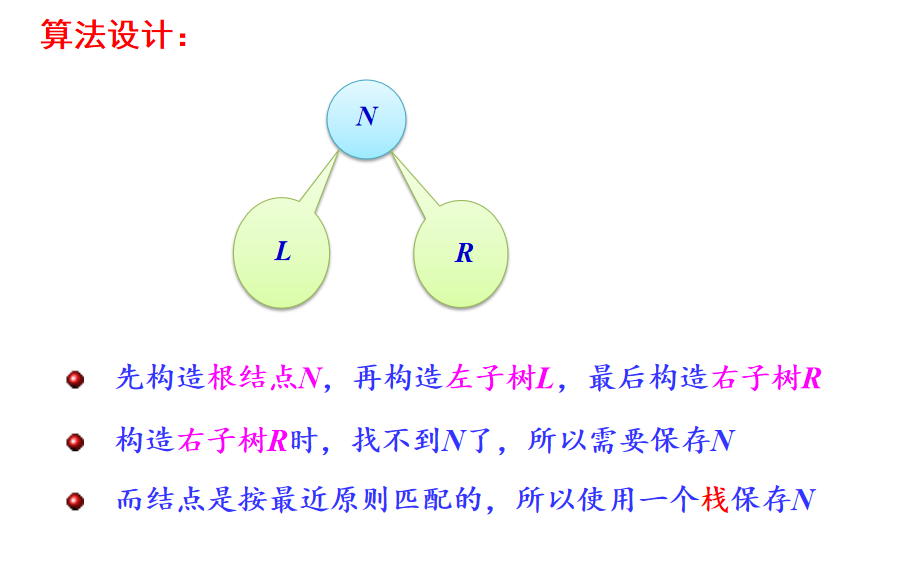 算法设计：
N
L
R
先构造根结点N，再构造左子树L，最后构造右子树R
构造右子树R时，找不到N了，所以需要保存N
而结点是按最近原则匹配的，所以使用一个栈保存N